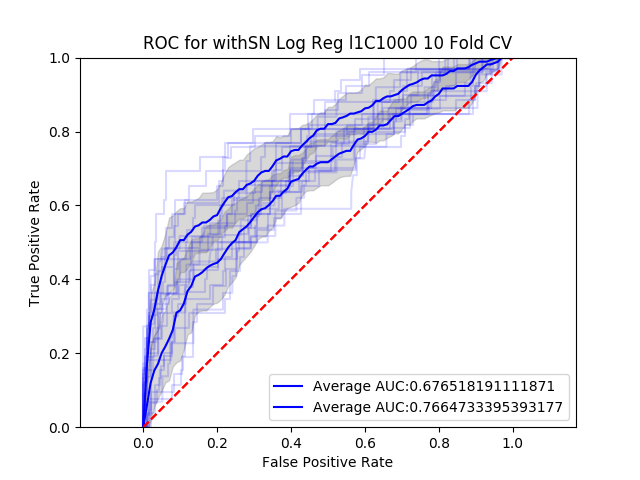 ROC for withSN Log Reg l1C1000 10 Fold CV
True Positive Rate
1.0
0.8
0.6
0.4
0.2
0.0
Average AUC:0.676518191111871
Average AUC:0.7664733395393177
0.0 0.2 0.4 0.6 0.8 1.0
False Positive Rate